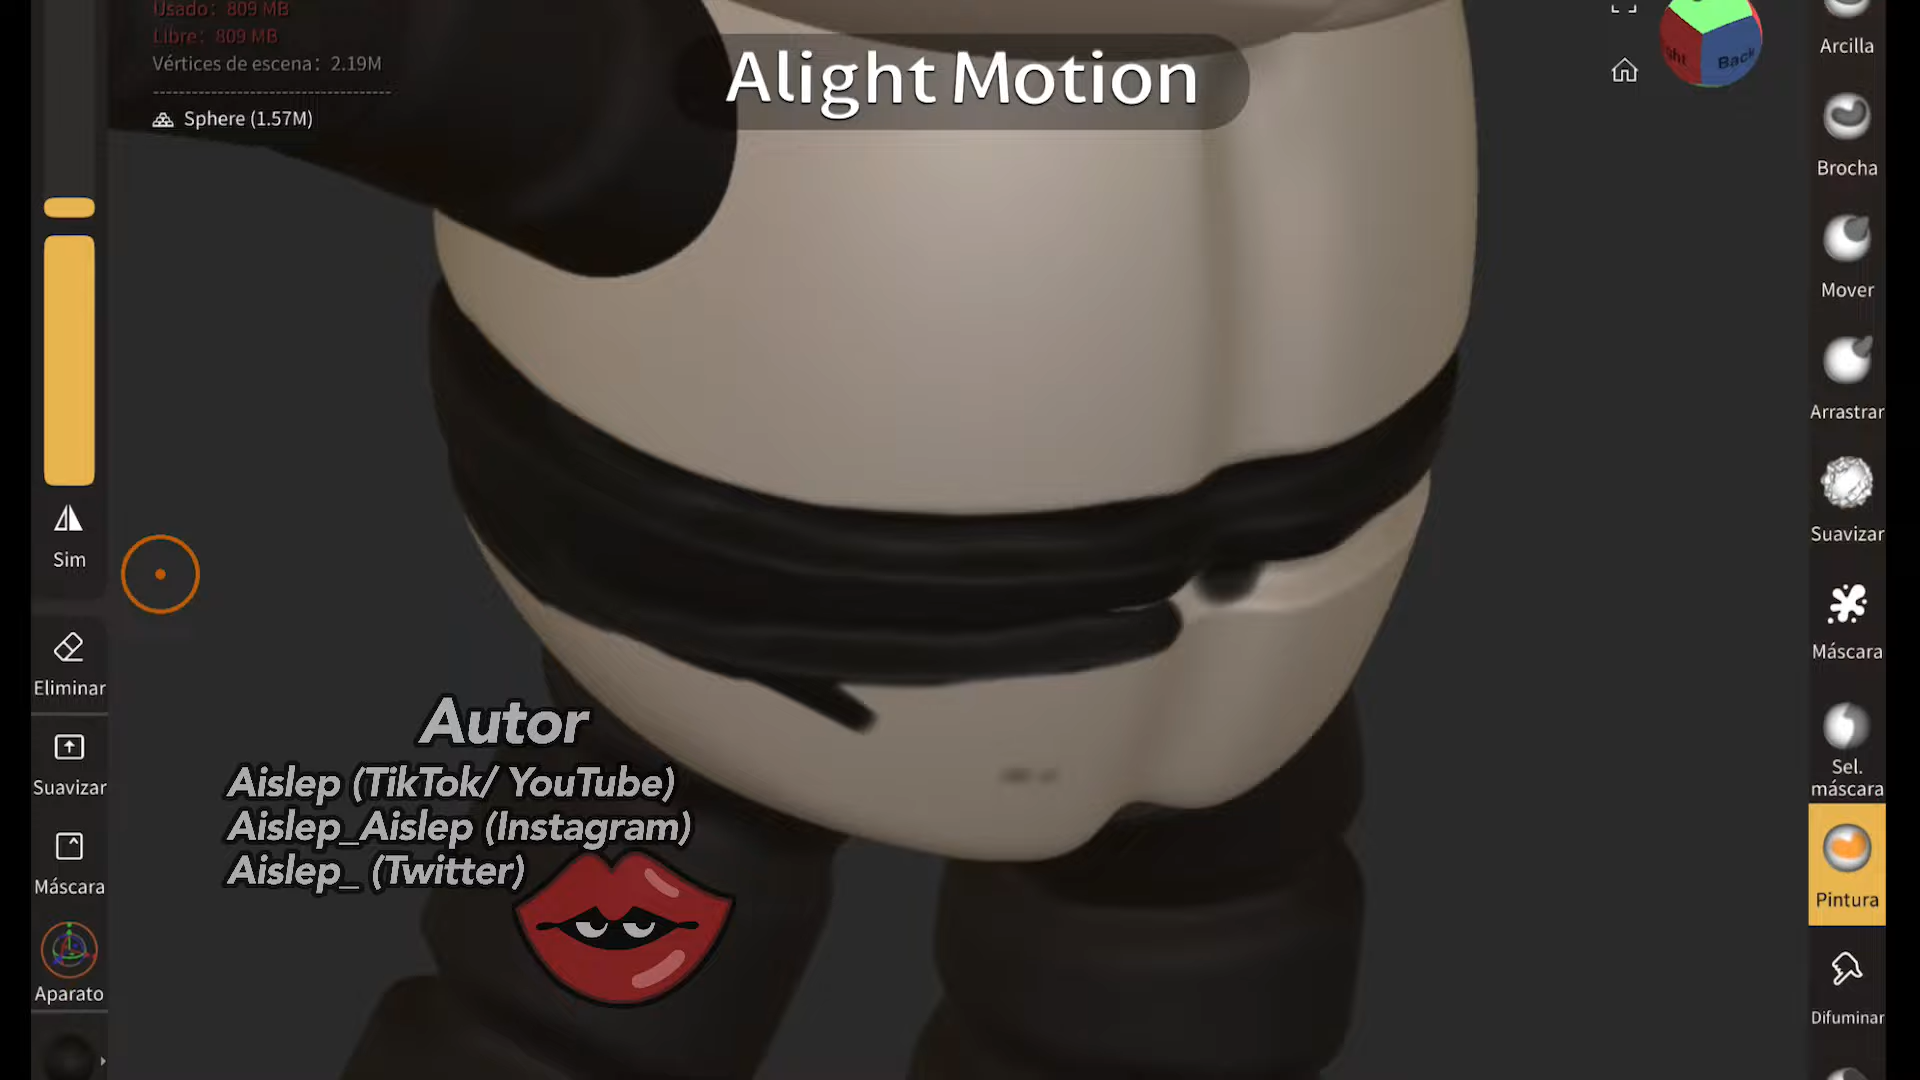 Usado: 809 MB
Libre: 809 MB
Vértices de escena: 2.19M
Sphere (1.57M)
Alight Motion
Back
Arcilla
Brocha
Mover
Arrastrar
Suavizar
Máscara
Sel.
máscara
Pintura
Difuminar
Sim
Eliminar
Suavizar
Máscara
Aparato
Autor
Aislep (TikTok/ YouTube)
Aislep_Aislep (Instagram)
Aislep_ (Twitter)